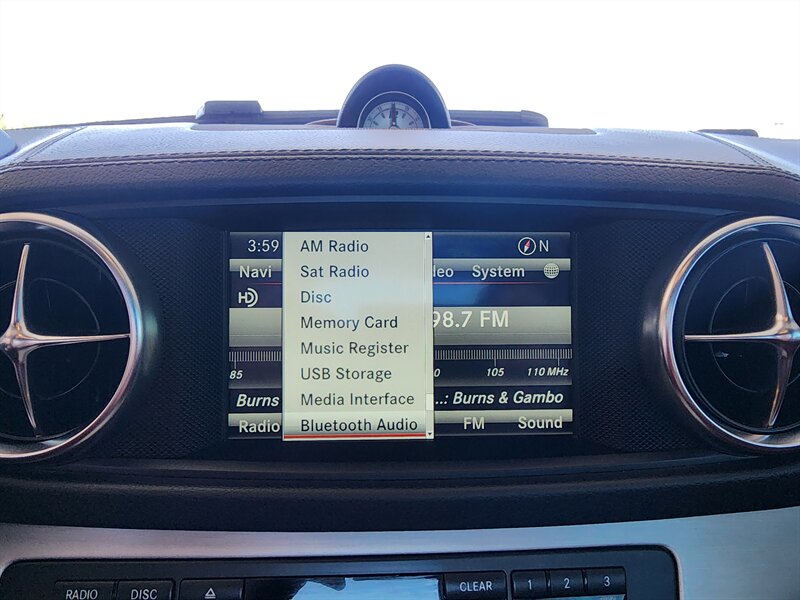 3:59 N
Navi ...deo System
HD
98.7 FM
85 0 105 110 MHz
Burns ...: Burns & Gambo
Radio FM Sound
AM Radio
Sat Radio
Disc
Memory Card
Music Register
USB Storage
Media Interface
Bluetooth Audio
RADIO DISC CLEAR 1 2 3